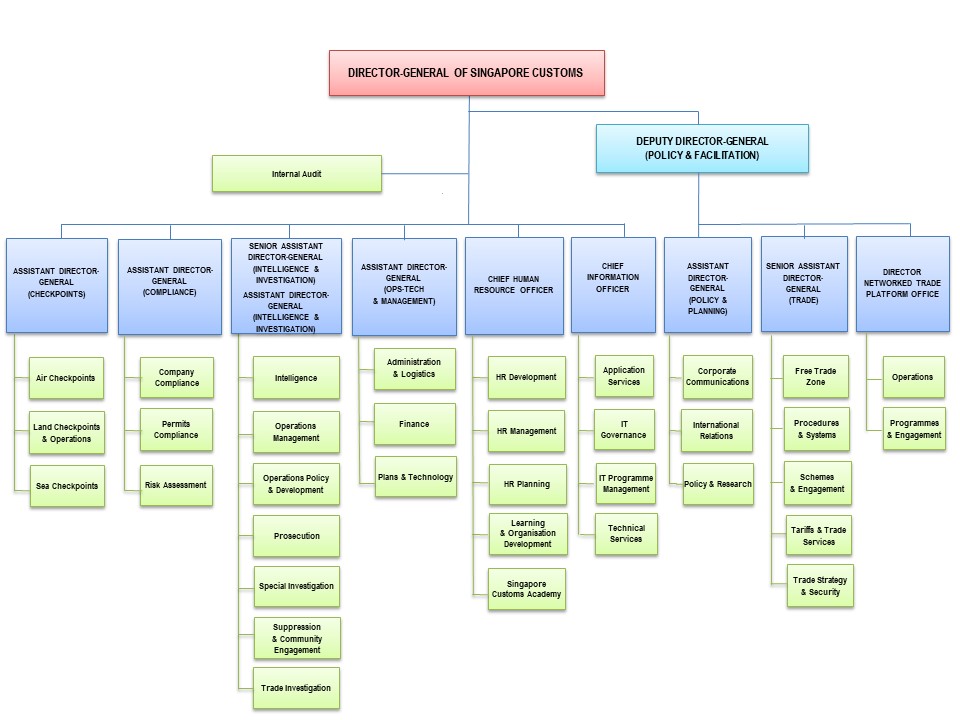 DIRECTOR-GENERAL OF SINGAPORE CUSTOMS
DEPUTY DIRECTOR-GENERAL
(POLICY & FACILITATION)
Internal Audit
ASSISTANT DIRECTOR-
GENERAL
(CHECKPOINTS)
Air Checkpoints
Land Checkpoints
& Operations
Sea Checkpoints
ASSISTANT DIRECTOR-
GENERAL
(COMPLIANCE)
Company
Compliance
Permits
Compliance
Risk Assessment
SENIOR ASSISTANT
DIRECTOR-GENERAL
(INTELLIGENCE &
INVESTIGATION)
ASSISTANT DIRECTOR-
GENERAL
(INTELLIGENCE &
INVESTIGATION)
Intelligence
Operations
Management
Operations Policy
& Development
Prosecution
Special Investigation
Suppression
& Community
Engagement
Trade Investigation
ASSISTANT DIRECTOR-
GENERAL
(OPS-TECH
& MANAGEMENT)
Administration
& Logistics
Finance
Plans & Technology
CHIEF HUMAN
RESOURCE OFFICER
HR Development
HR Management
HR Planning
Learning
& Organisation
Development
Singapore
Customs Academy
CHIEF
INFORMATION
OFFICER
Application
Services
IT
Governance
IT Programme
Management
Technical
Services
ASSISTANT
DIRECTOR-
GENERAL
(POLICY &
PLANNING)
Corporate
Communications
International
Relations
Policy & Research
SENIOR ASSISTANT
DIRECTOR-
GENERAL
(TRADE)
Free Trade
Zone
Procedures
& Systems
Schemes
& Engagement
Tariffs & Trade
Services
Trade Strategy
& Security
DIRECTOR
NETWORKED TRADE
PLATFORM OFFICE
Operations
Programmes
& Engagement